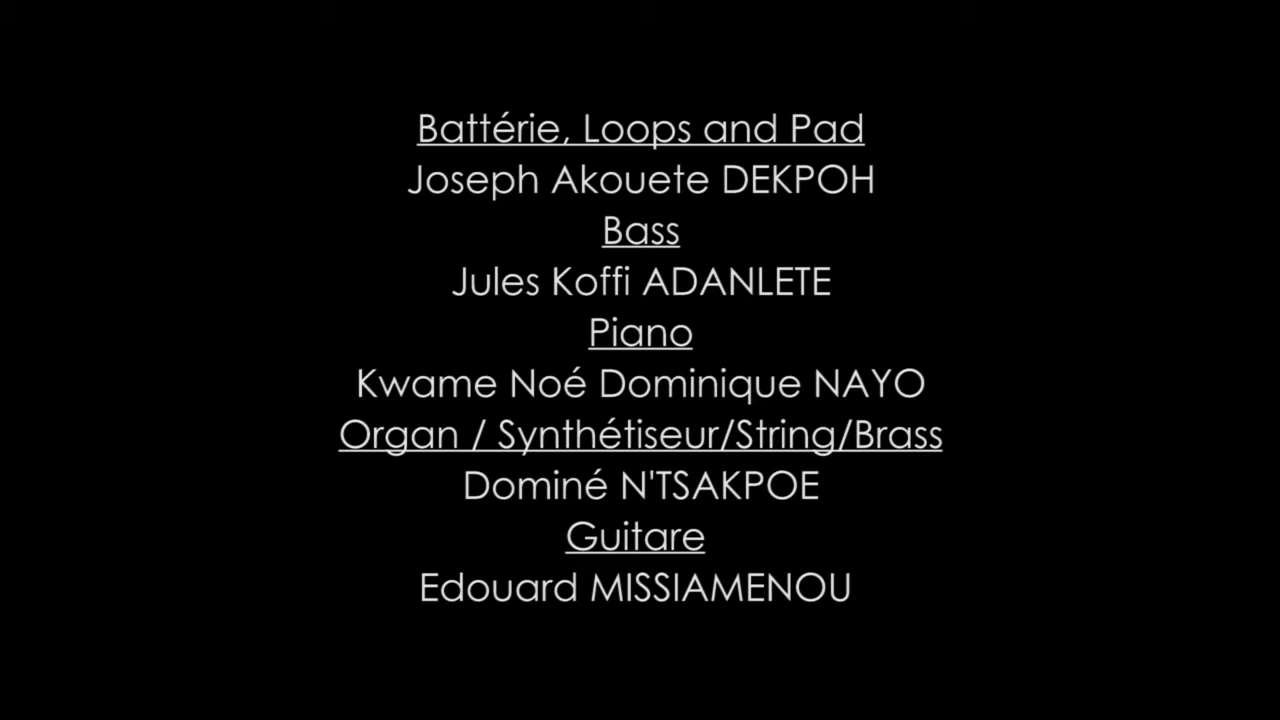 Battérie, Loops and Pad
Joseph Akouete DEKPOH
Bass
Jules Koffi ADANLETE
Piano
Kwame Noé Dominique NAYO
Organ / Synthétiseur/String/Brass
Dominé N'TSAKPOE
Guitare
Edouard MISSIAMENOU